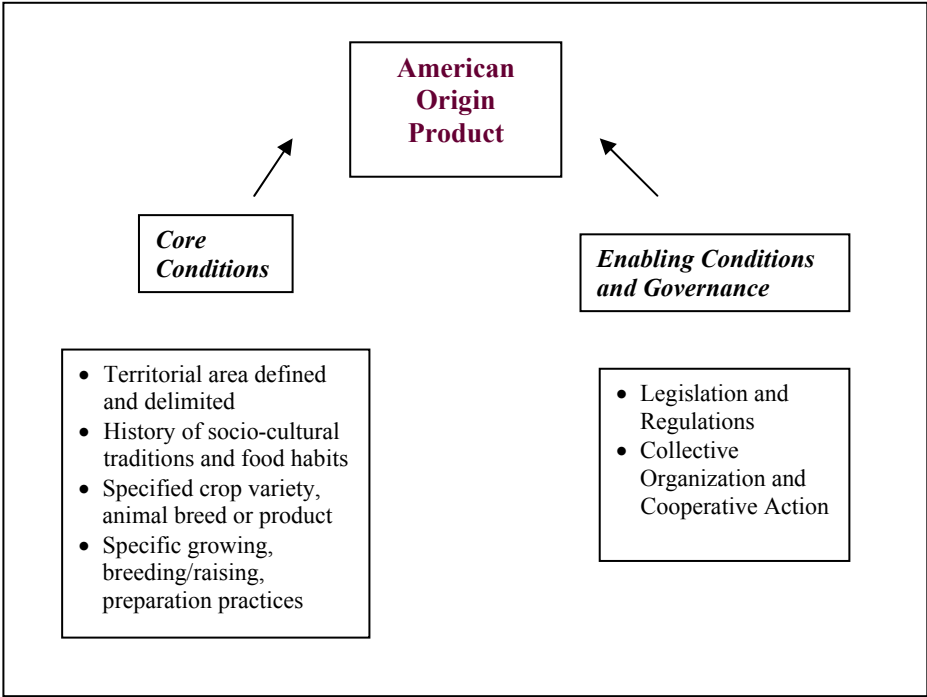 American
Origin
Product
Core
Conditions
Enabling Conditions
and Governance
• Territorial area defined
and delimited
• History of socio-cultural
traditions and food habits
• Specified crop variety,
animal breed or product
• Specific growing,
breeding/raising,
preparation practices
• Legislation and
Regulations
• Collective
Organization and
Cooperative Action